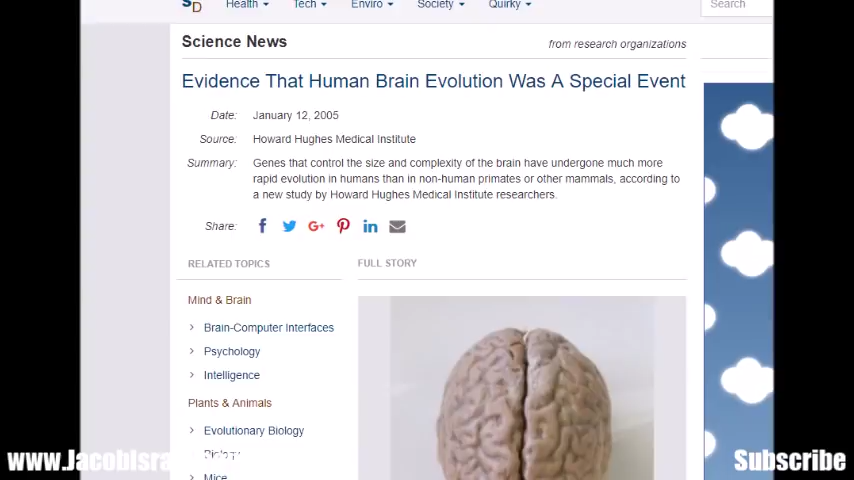 SD Health Tech Enviro Society Quirky Search
Science News
from research organizations
Evidence That Human Brain Evolution Was A Special Event
Date: January 12, 2005
Source: Howard Hughes Medical Institute
Summary: Genes that control the size and complexity of the brain have undergone much more
rapid evolution in humans than in non-human primates or other mammals, according to
a new study by Howard Hughes Medical Institute researchers.
Share: G+ in
RELATED TOPICS
FULL STORY
Mind & Brain
Brain-Computer Interfaces
Psychology
Intelligence
Plants & Animals
Evolutionary Biology
Biology
Mice
Subscribe